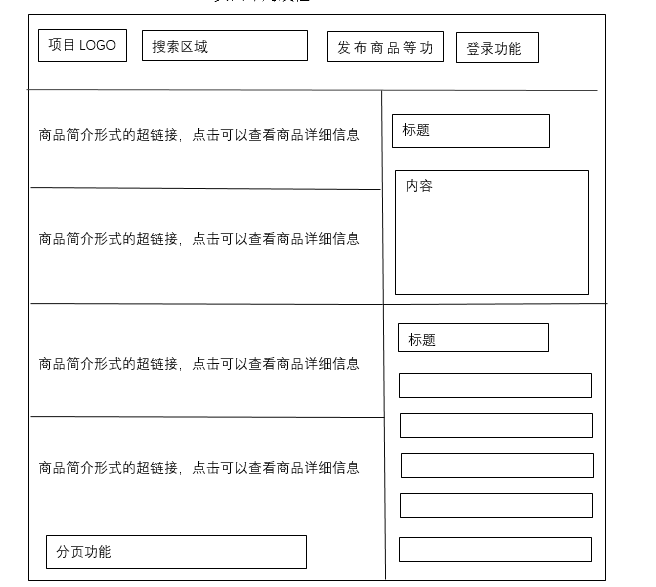 项目 LOGO
搜索区域
发布商品等功
登录功能
商品简介形式的超链接，点击可以查看商品详细信息
标题
内容
商品简介形式的超链接，点击可以查看商品详细信息
商品简介形式的超链接，点击可以查看商品详细信息
标题
商品简介形式的超链接，点击可以查看商品详细信息
分页功能